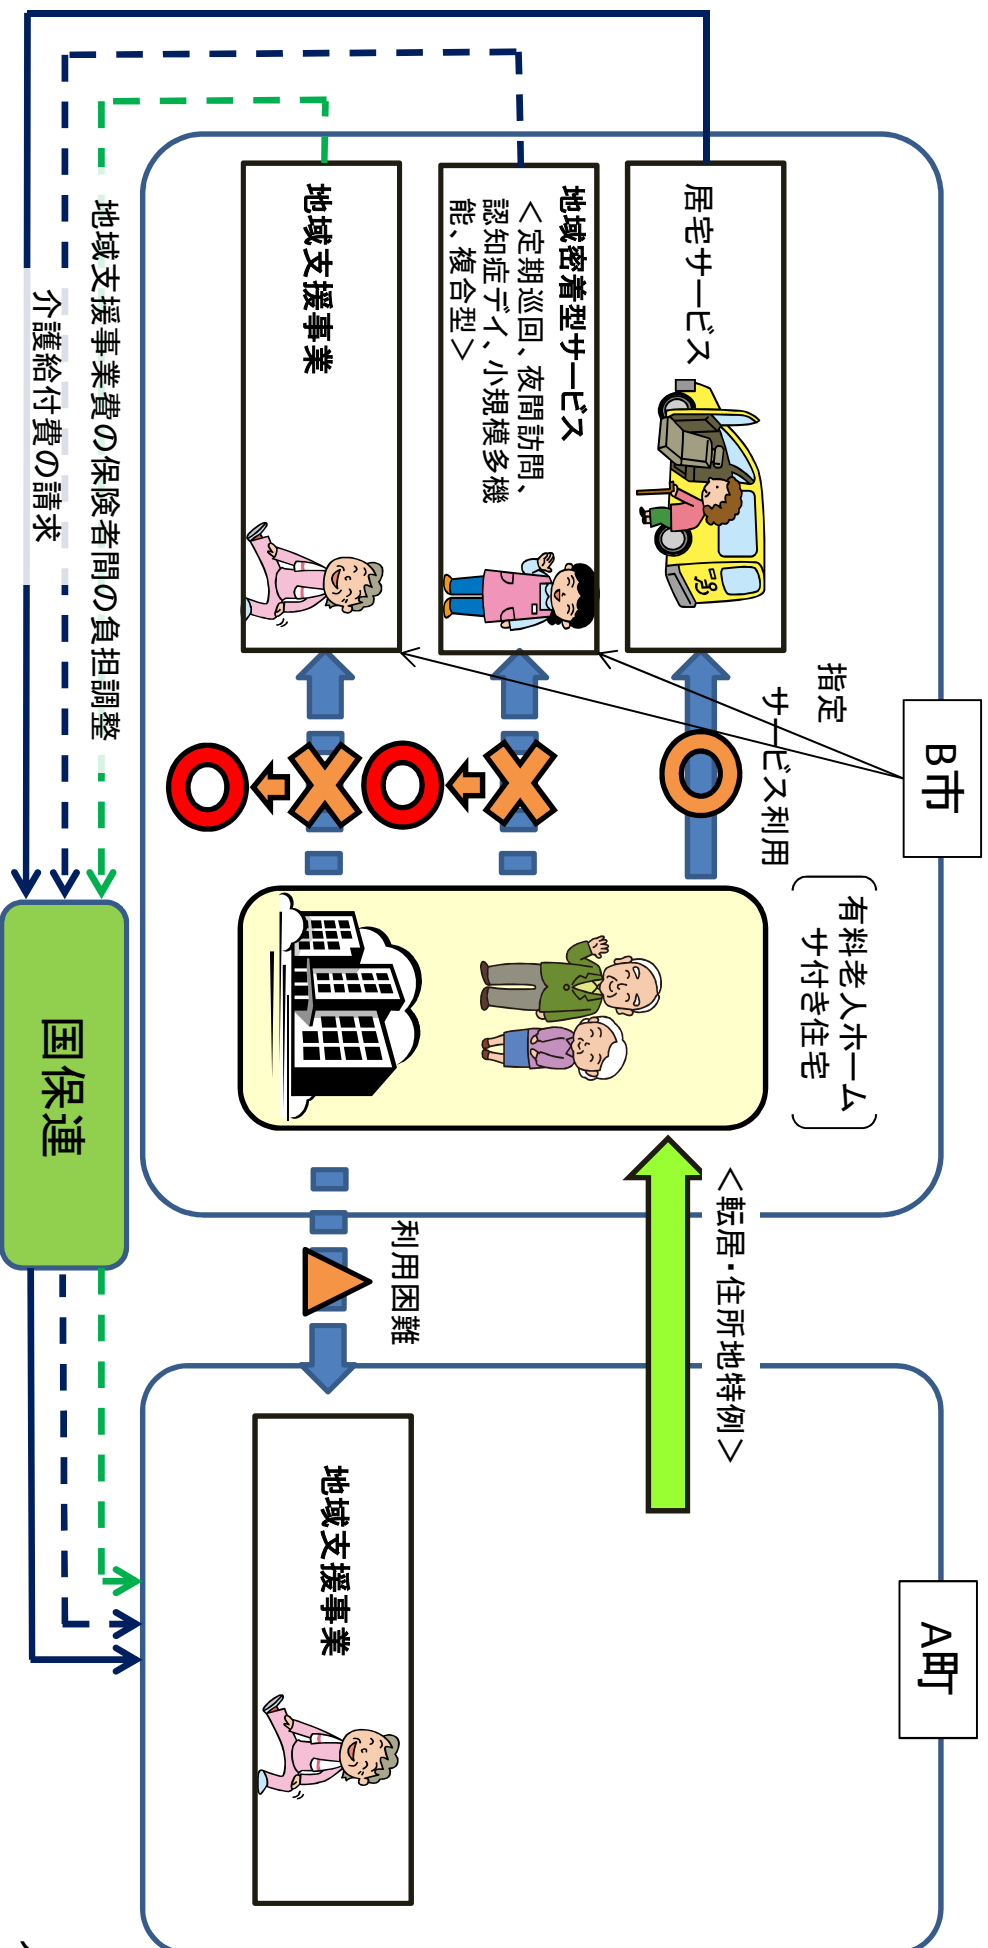 B市
A町
指定
サービス利用
有料老人ホーム
サ付き住宅
＜転居・住所地特例＞
居宅サービス
地域密着型サービス
＜定期巡回、夜間訪問、
認知症デイ、小規模多機
能、複合型＞
地域支援事業
利用困難
地域支援事業
地域支援事業費の保険者間の負担調整
介護給付費の請求
国保連